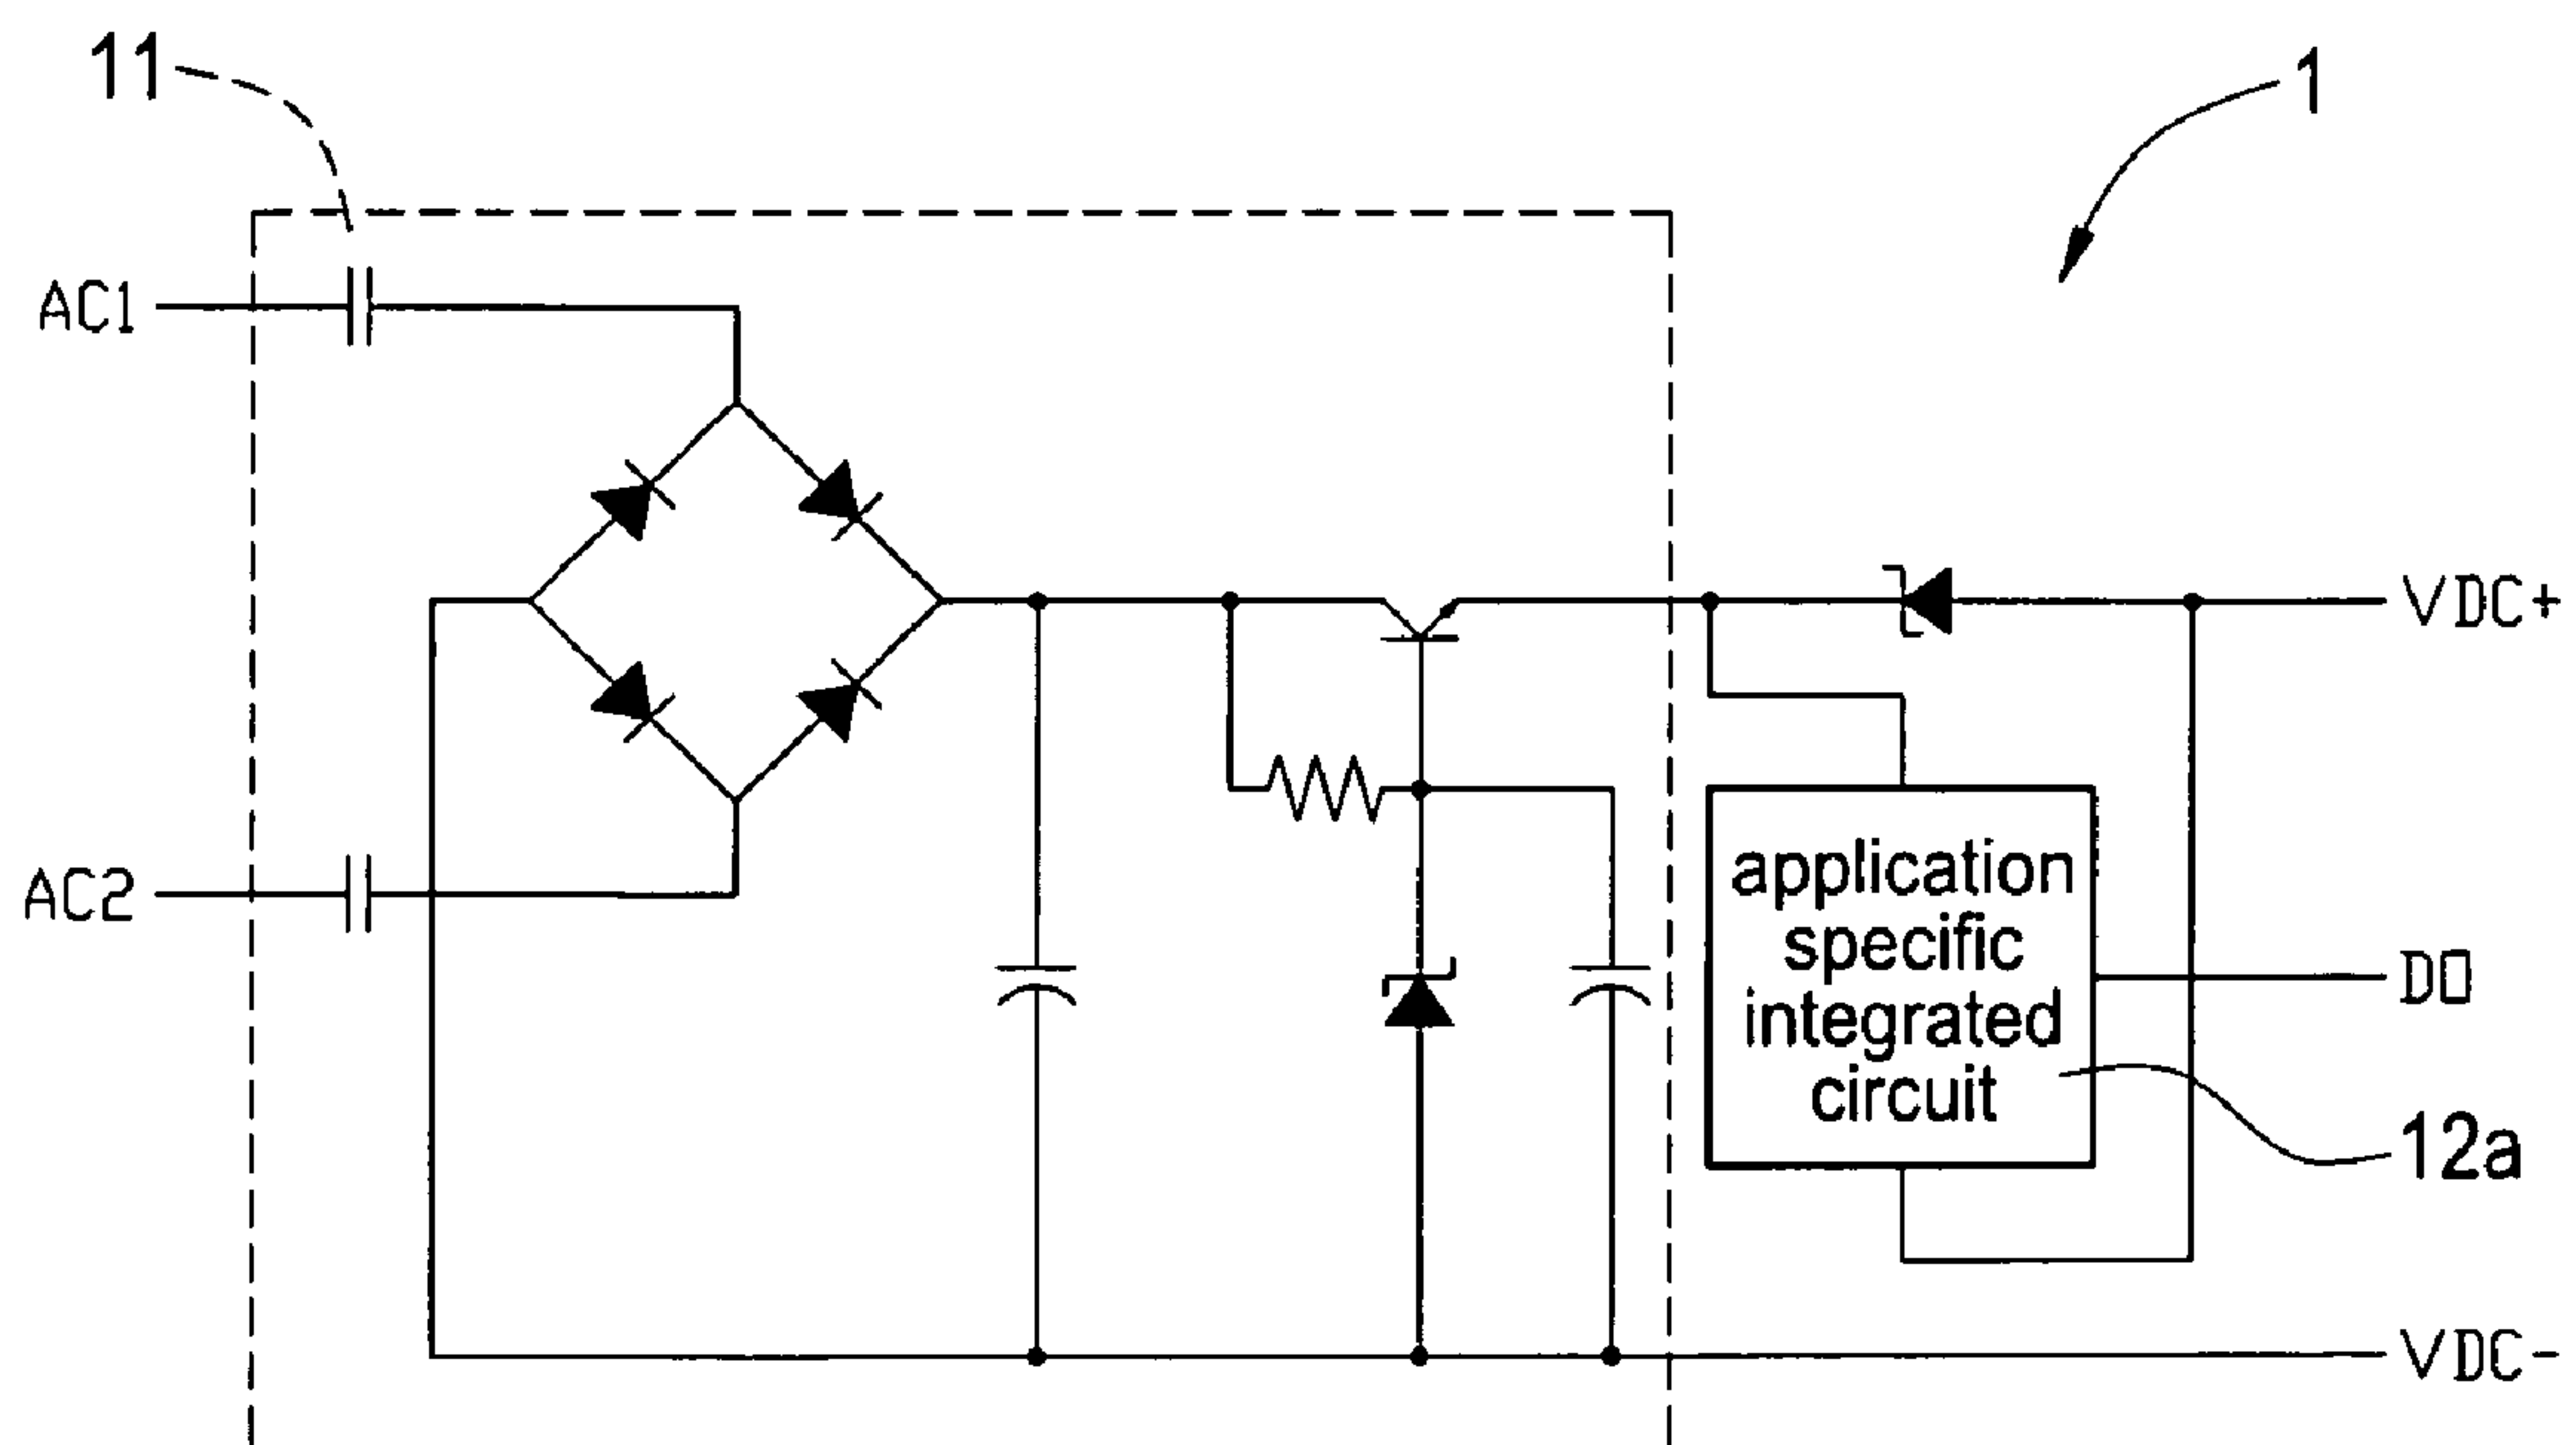 11
1
AC1
VDC+
application
specific
integrated
circuit
AC2
DO
12a
VDC-